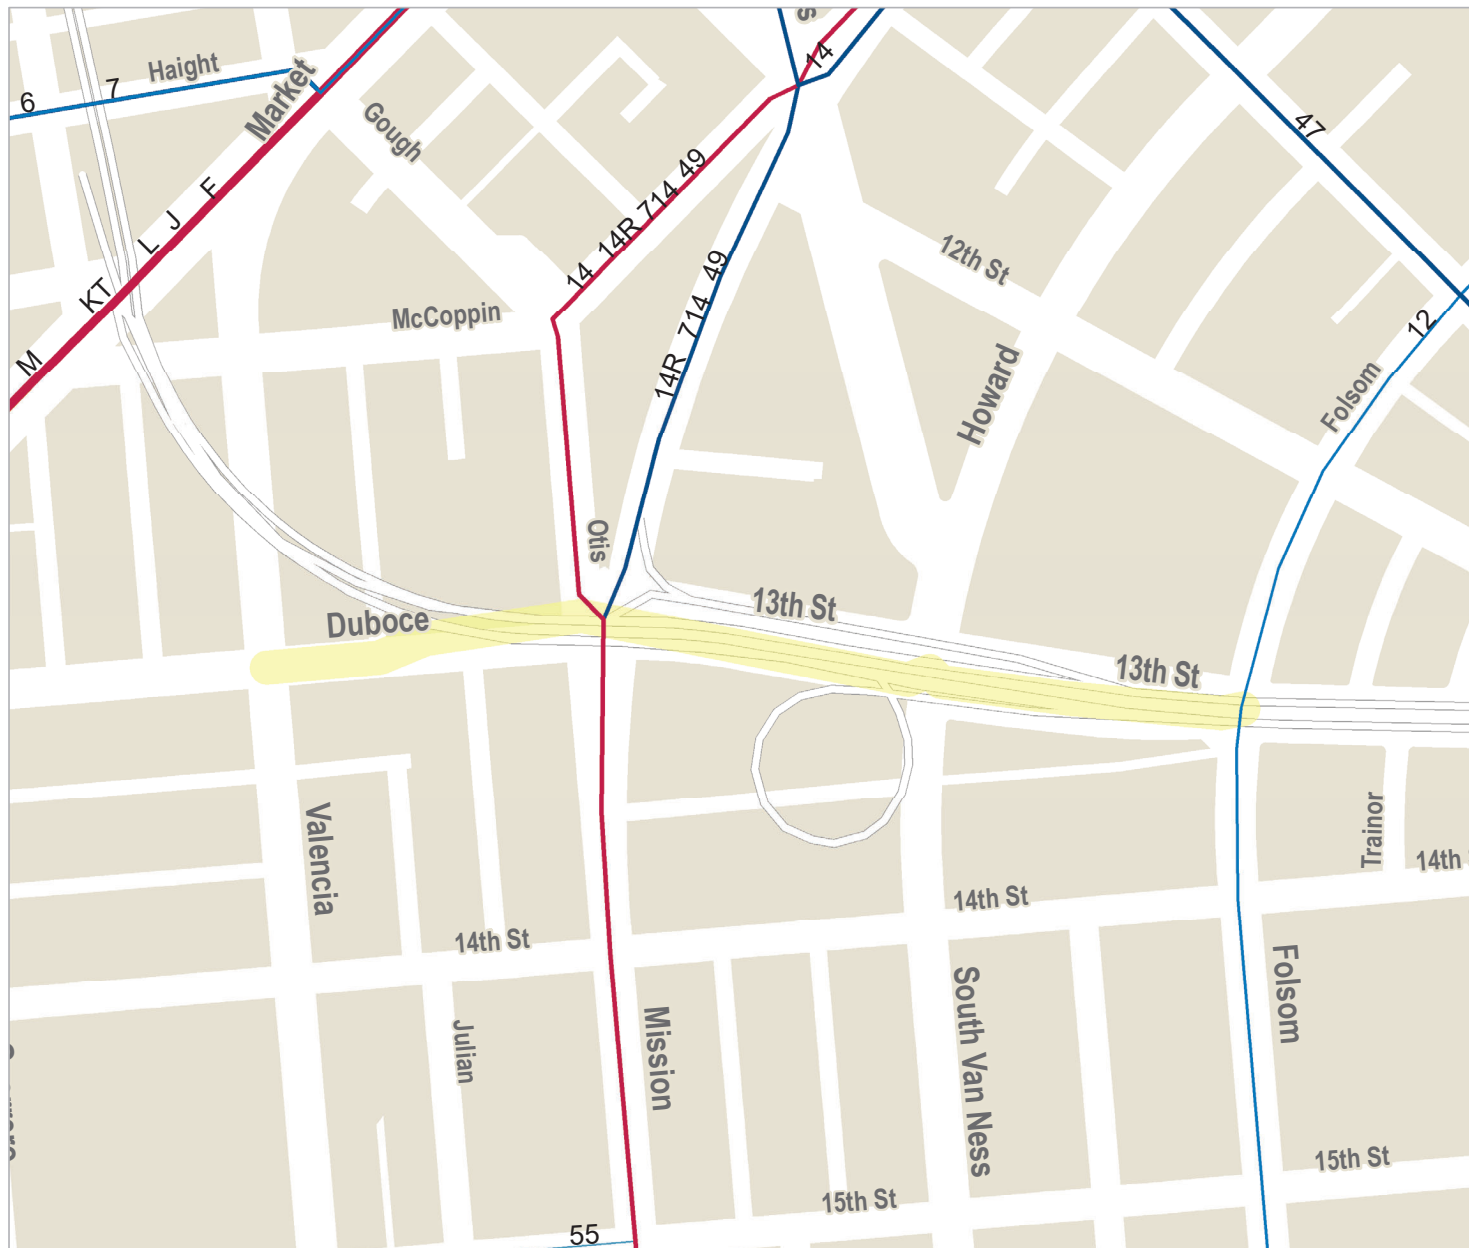 s
14
Haight
7
6
Market
Gough
47
F
J
L
KT
M
14 14R 714 49
14R 714 49
12th St
McCoppin
12
Howard
Folsom
Otis
Duboce
13th St
13th St
Valencia
Trainor
14th
14th St
14th St
Folsom
South Van Ness
Mission
Julian
15th St
15th St
55